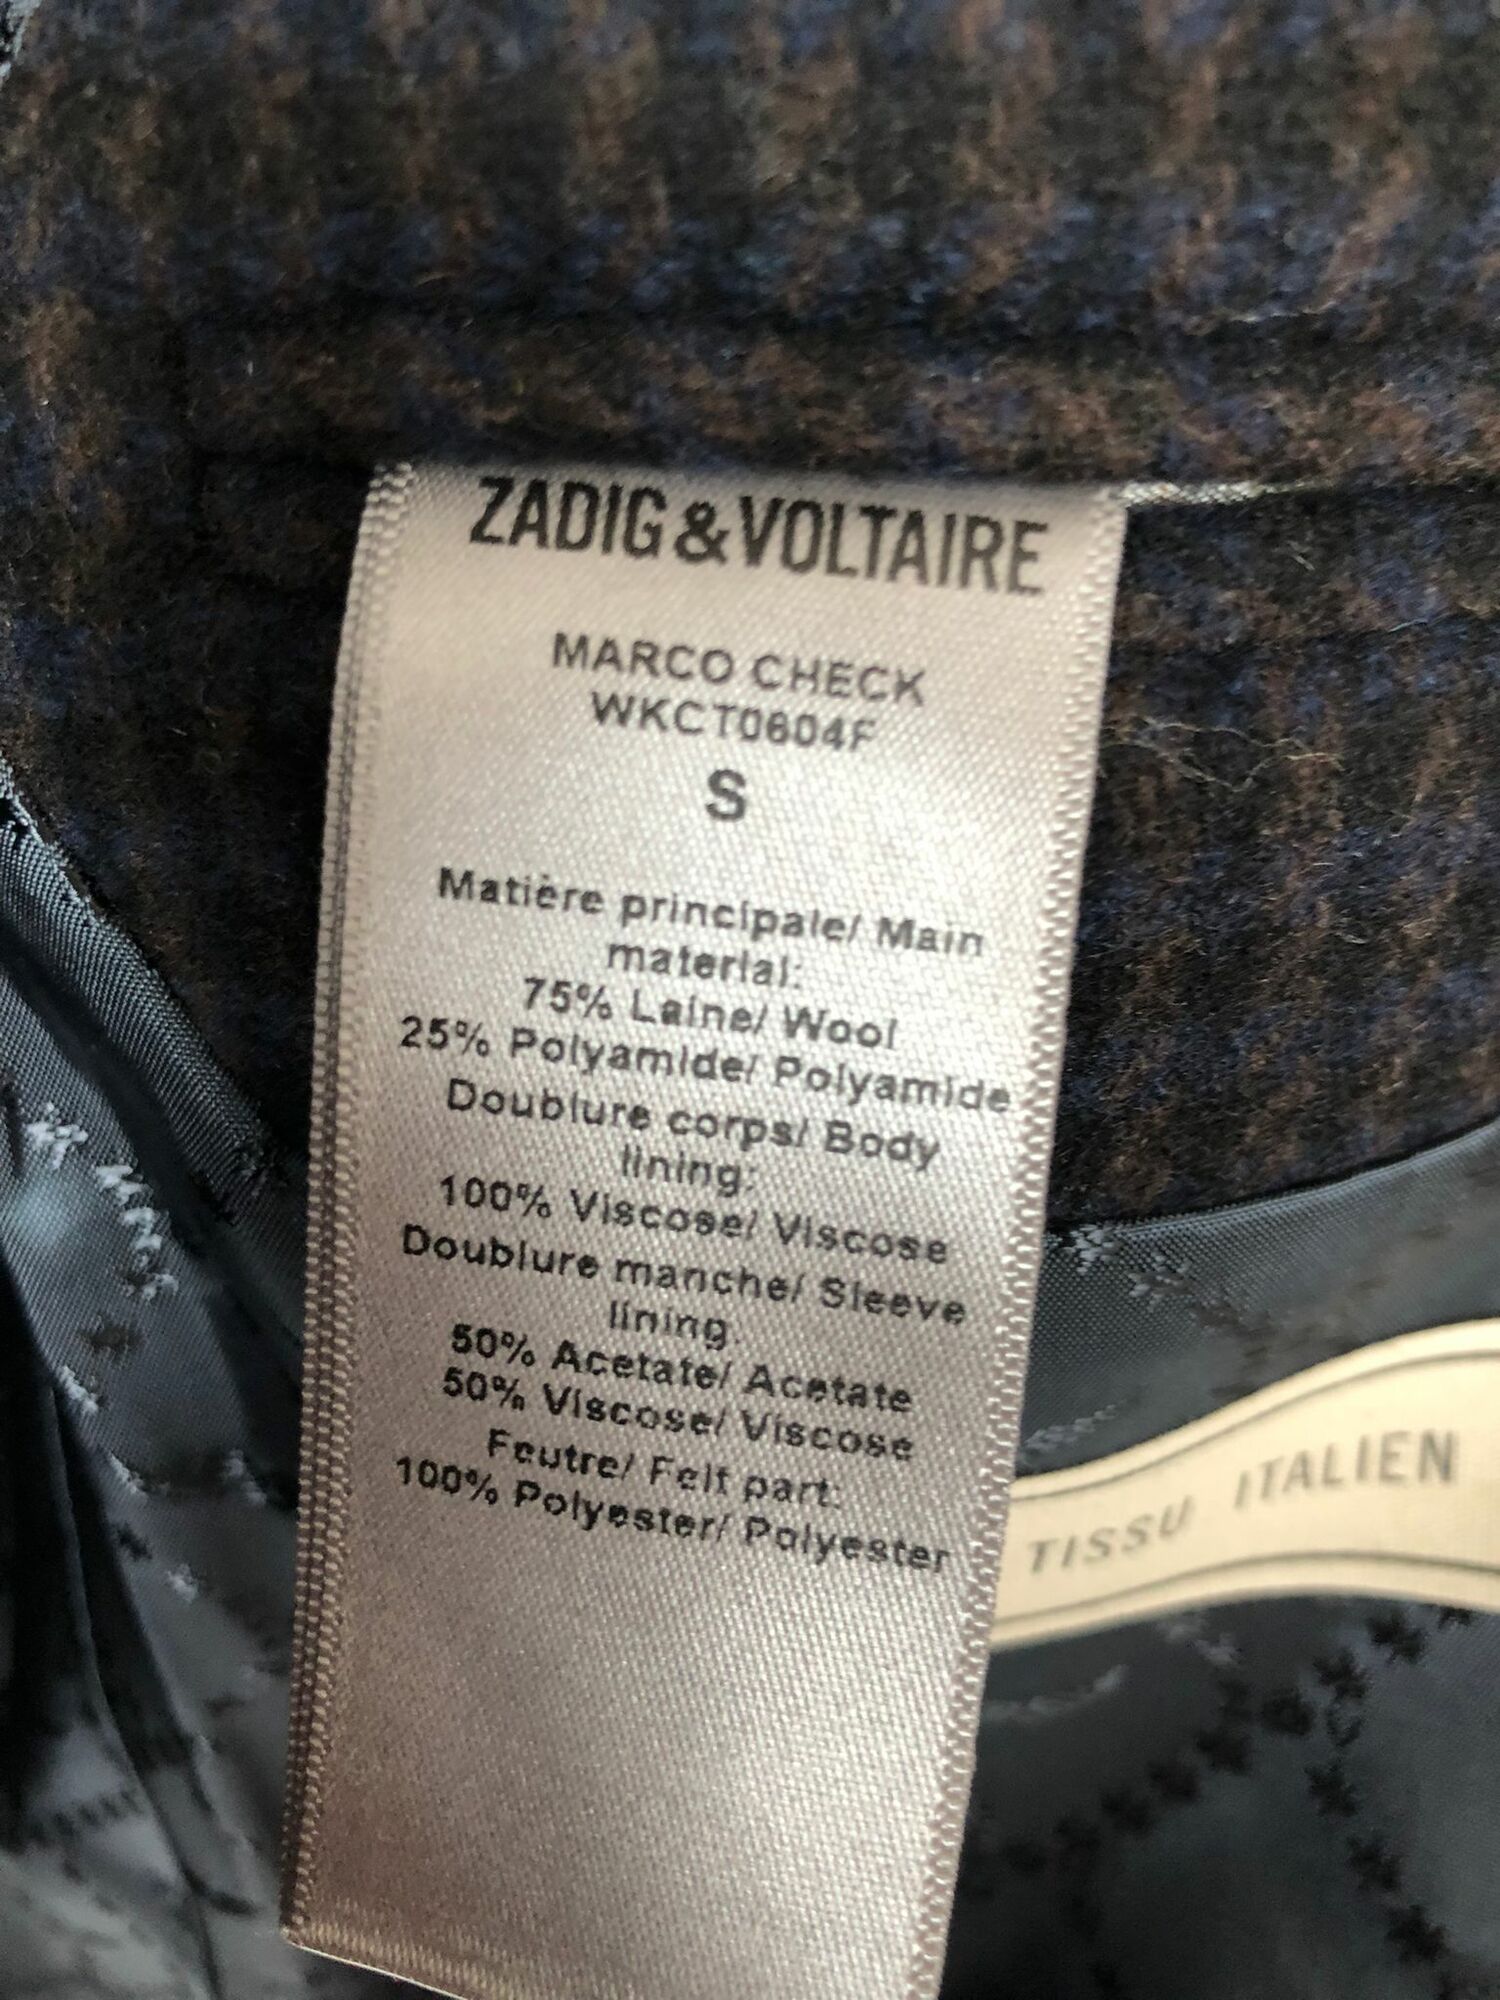 ZADIG&VOLTAIRE
MARCO CHECK
WKCT0604F
S
Matière principale/ Main
material:
75% Laine/ Wool
25% Polyamide/ Polyamide
Doublure corps/ Body
lining:
100% Viscose/ Viscose
Doublure manche/ Sleeve
lining:
50% Acetate/ Acetate
50% Viscose/ Viscose
Feutre/ Felt part:
100% Polyester/ Polyester
TISSU ITALIEN